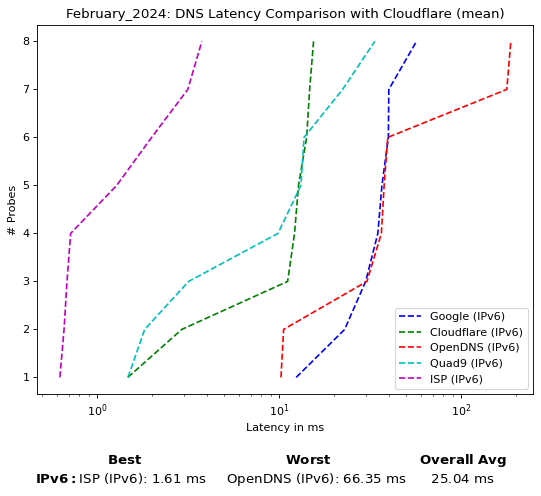 February_2024: DNS Latency Comparison with Cloudflare (mean)
# Probes
8
7
6
5
4
3
2
1
Google (IPv6)
Cloudflare (IPv6)
OpenDNS (IPv6)
Quad9 (IPv6)
ISP (IPv6)
10⁰ 10¹ 10²
Latency in ms
Best Worst Overall Avg
IPv6: ISP (IPv6): 1.61 ms OpenDNS (IPv6): 66.35 ms 25.04 ms